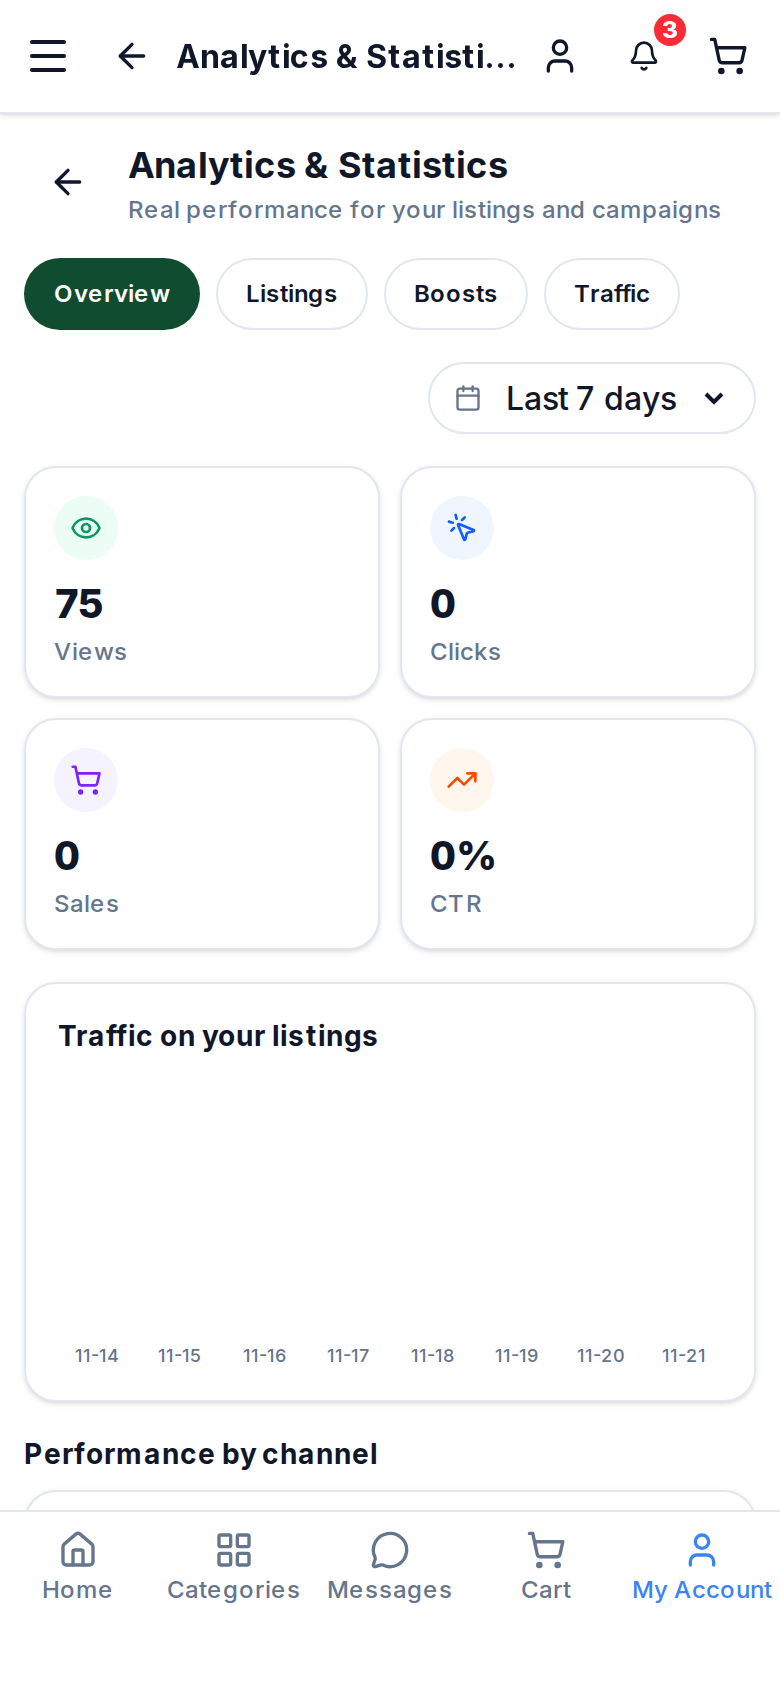 Analytics & Statisti...
3
Analytics & Statistics
Real performance for your listings and campaigns
Overview
Listings
Boosts
Traffic
Last 7 days
75
Views
0
Clicks
0
Sales
0%
CTR
Traffic on your listings
11-14 11-15 11-16 11-17 11-18 11-19 11-20 11-21
Performance by channel
Home
Categories
Messages
Cart
My Account